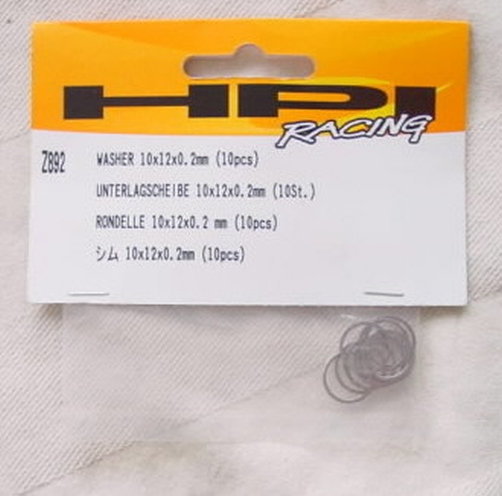 HPI
RACING
Z892
WASHER 10x12x0.2mm (10pcs)
UNTERLAGSCHEIBE 10x12x0.2mm (10St.)
RONDELLE 10x12x0.2 mm (10pcs)
シム 10x12x0.2mm (10pcs)